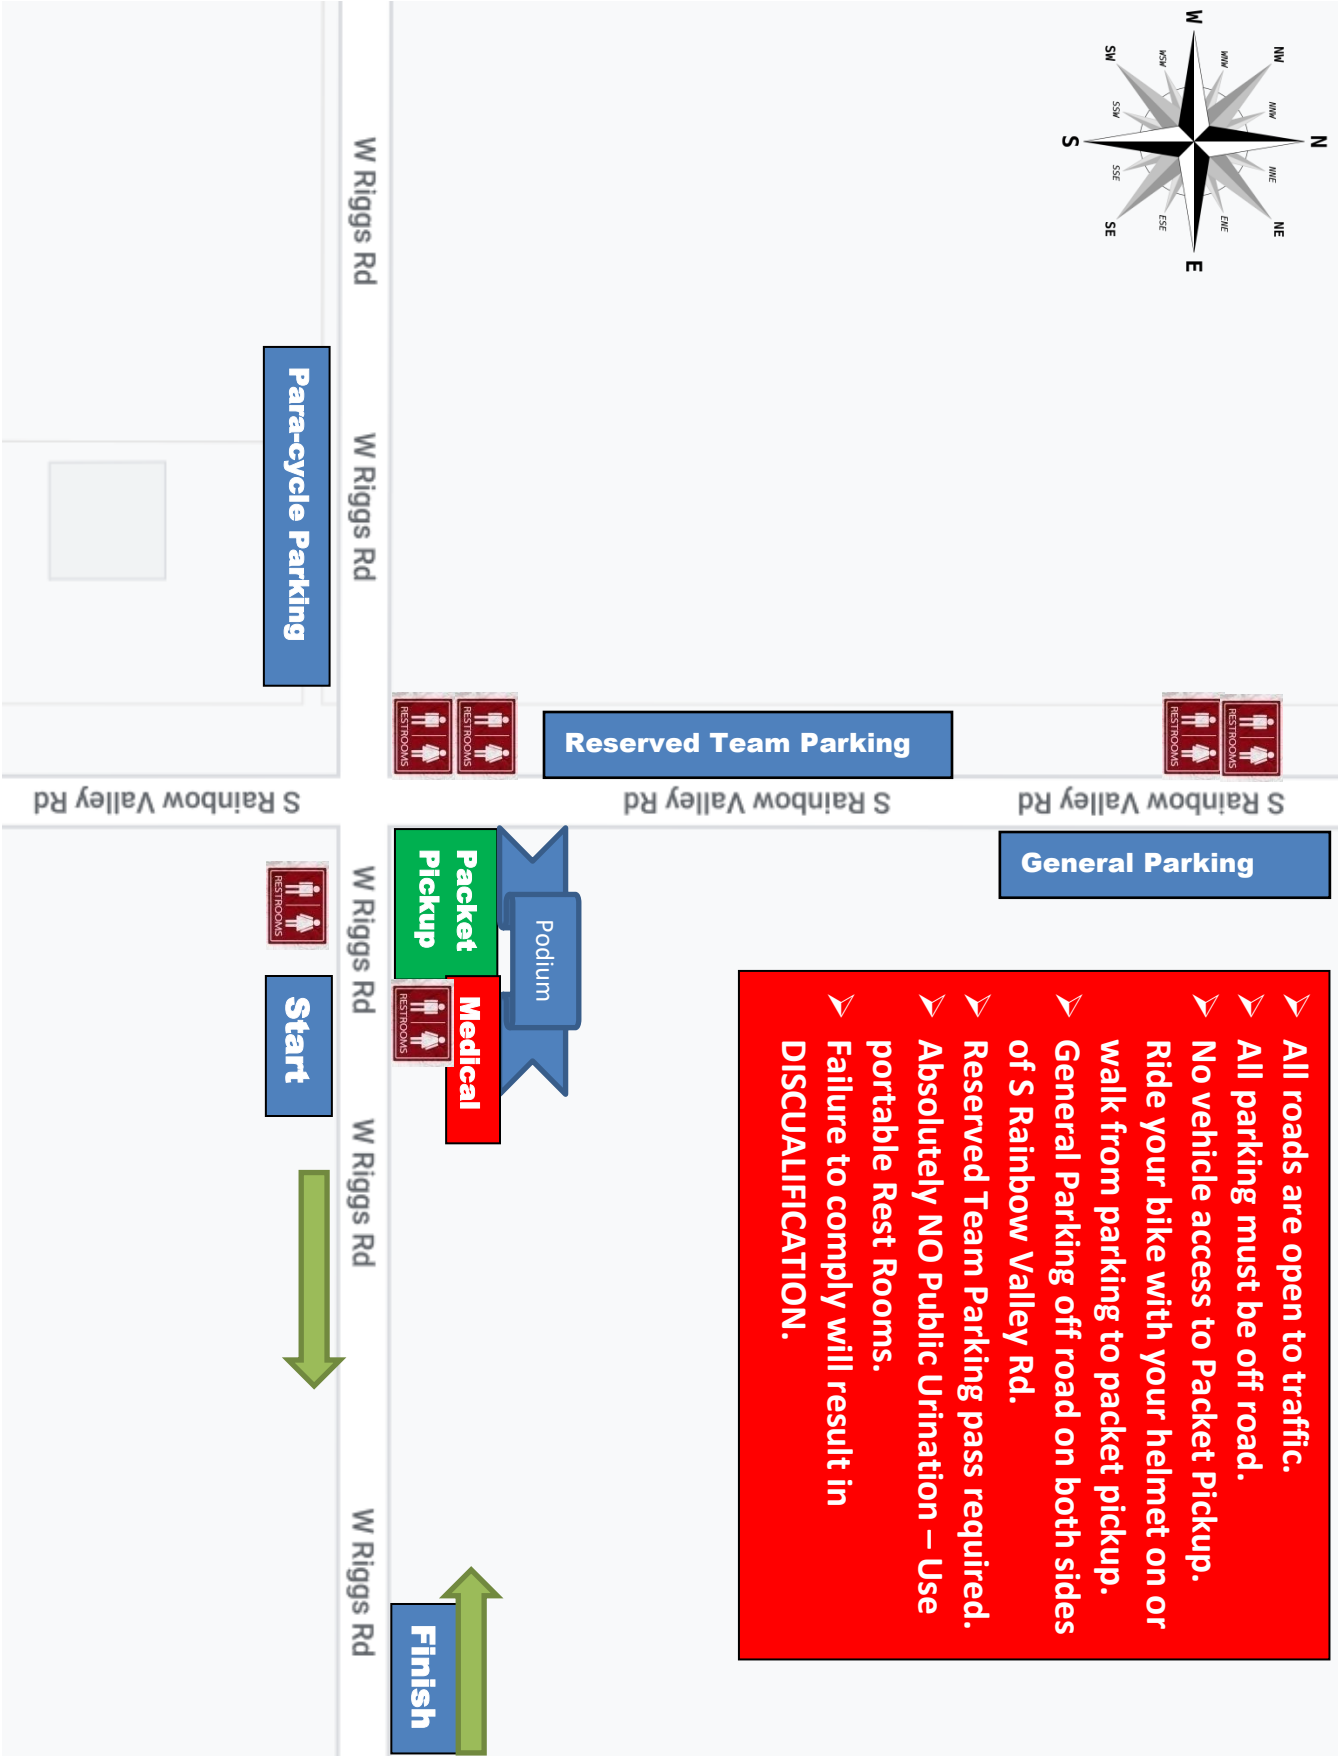 W
NW
SW
WNW
WSW
NNW
SSW
N
S
NNE
SSE
ENE
ESE
NE
SE
E
W Riggs Rd
W Riggs Rd
Para-cycle Parking
RESTROOMS
RESTROOMS
Reserved Team Parking
RESTROOMS
RESTROOMS
S Rainbow Valley Rd
S Rainbow Valley Rd
S Rainbow Valley Rd
General Parking
RESTROOMS
W Riggs Rd
Packet
Pickup
Podium
Start
RESTROOMS
Medical
W Riggs Rd
W Riggs Rd
Finish
All roads are open to traffic.
All parking must be off road.
No vehicle access to Packet Pickup.
Ride your bike with your helmet on or
walk from parking to packet pickup.
General Parking off road on both sides
of S Rainbow Valley Rd.
Reserved Team Parking pass required.
Absolutely NO Public Urination – Use
portable Rest Rooms.
Failure to comply will result in
DISCUALIFICATION.